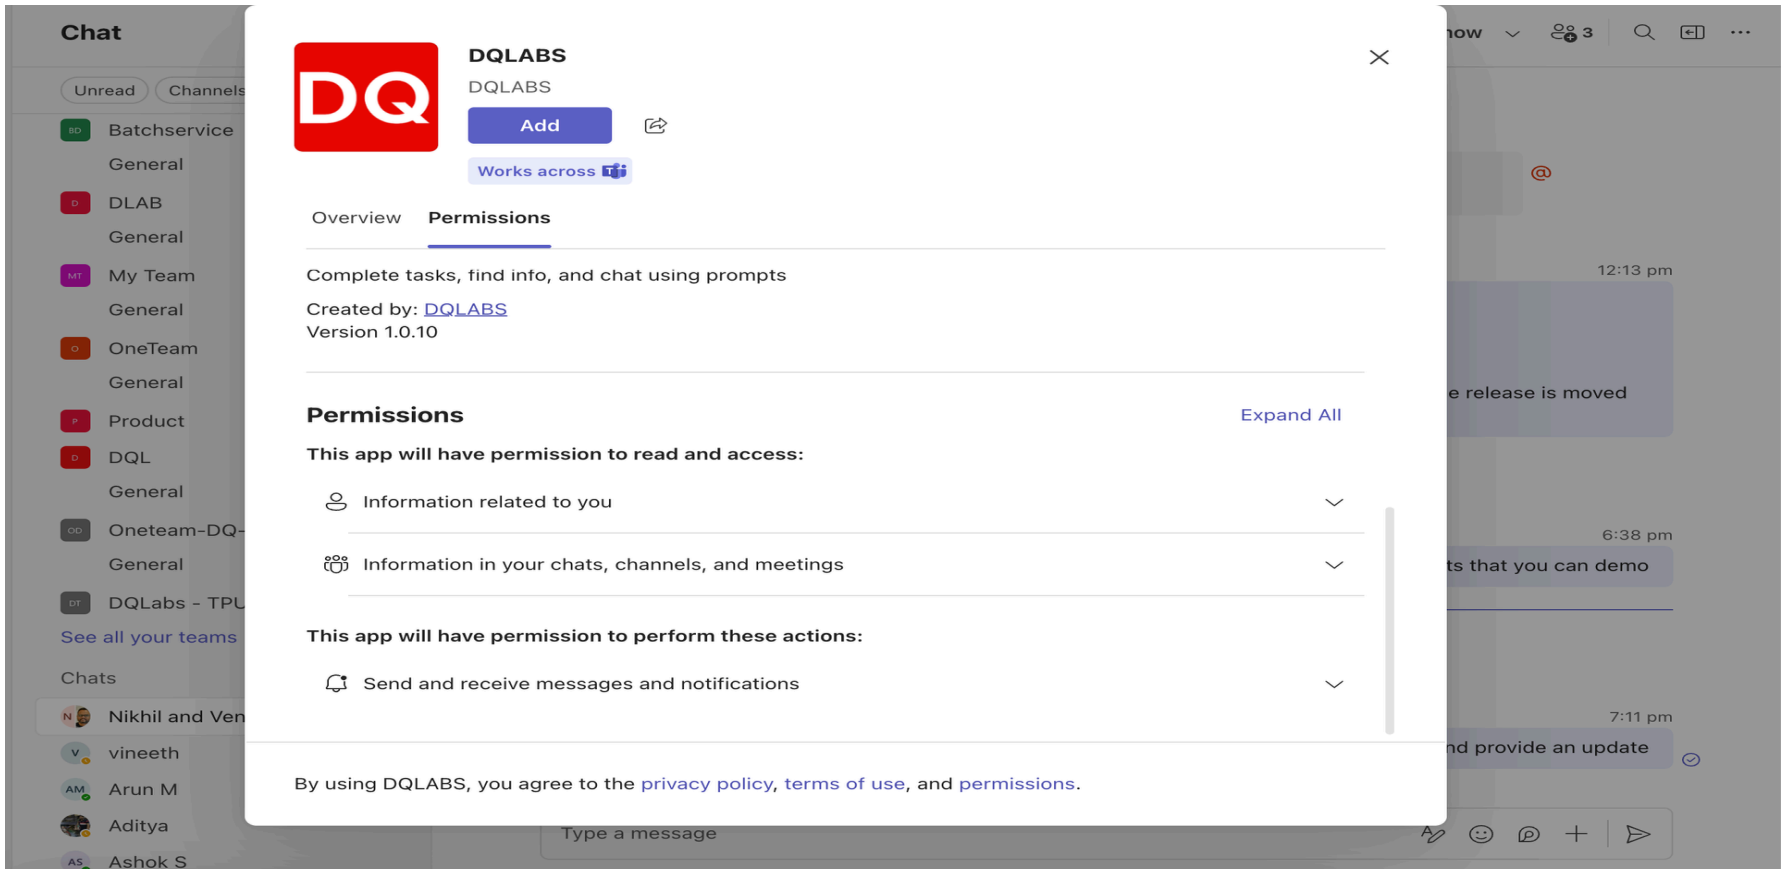 Chat
Unread
Channels
BD Batchservice
General
D DLAB
General
MT My Team
General
O OneTeam
General
P Product
D DQL
General
OD Oneteam-DQ-
General
DT DQLabs - TPU
See all your teams
Chats
N Nikhil and Ven
V vineeth
AM Arun M
Aditya
AS Ashok S
DQ
DQLABS
DQLABS
Add
Works across
Overview
Permissions
Complete tasks, find info, and chat using prompts
Created by: DQLABS
Version 1.0.10
Permissions
Expand All
This app will have permission to read and access:
Information related to you
Information in your chats, channels, and meetings
This app will have permission to perform these actions:
Send and receive messages and notifications
By using DQLABS, you agree to the privacy policy, terms of use, and permissions.
3
@
12:13 pm
e release is moved
6:38 pm
ts that you can demo
7:11 pm
nd provide an update
Type a message